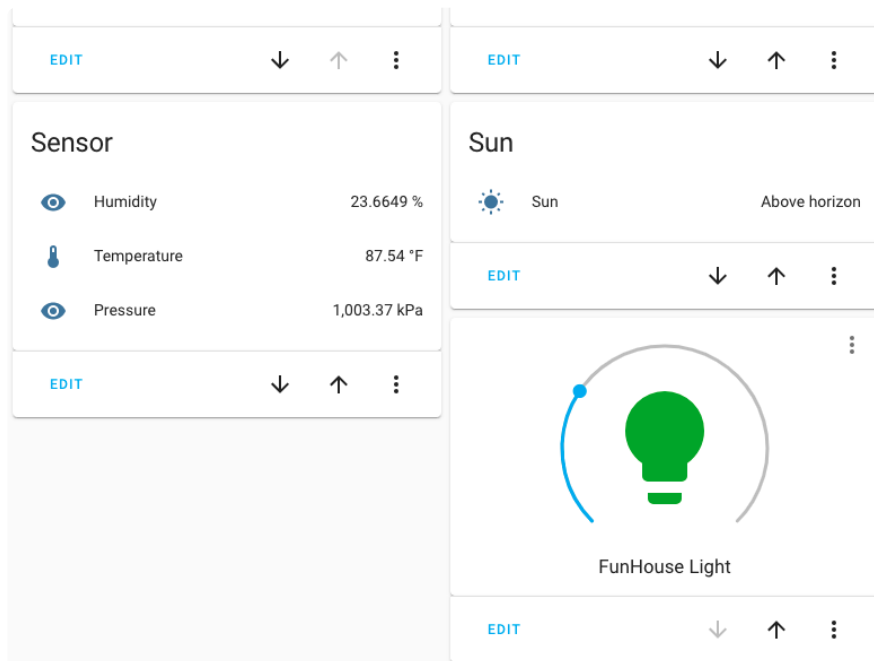 EDIT
Sensor
Humidity 23.6649 %
Temperature 87.54 °F
Pressure 1,003.37 kPa
EDIT
EDIT
Sun
Sun Above horizon
EDIT
FunHouse Light
EDIT